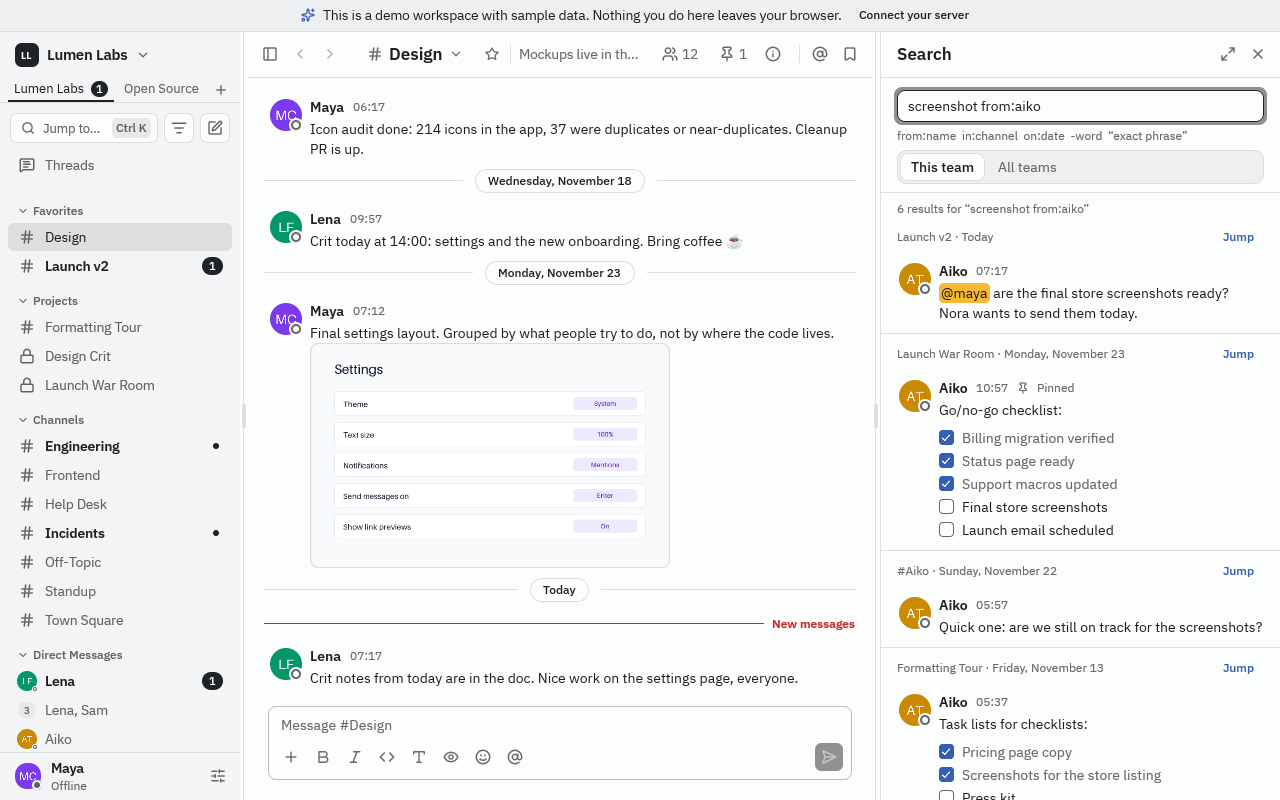 This is a demo workspace with sample data. Nothing you do here leaves your browser. Connect your server
LL Lumen Labs
Lumen Labs 1 Open Source
Jump to... Ctrl K
Threads
Favorites
# Design
# Launch v2 1
Projects
# Formatting Tour
Design Crit
Launch War Room
Channels
# Engineering
# Frontend
# Help Desk
# Incidents
# Off-Topic
# Standup
# Town Square
Direct Messages
LF Lena 1
3 Lena, Sam
AT Aiko
MC Maya
Offline
# Design Mockups live in th... 12 1
MC Maya 06:17
Icon audit done: 214 icons in the app, 37 were duplicates or near-duplicates. Cleanup
PR is up.
Wednesday, November 18
LF Lena 09:57
Crit today at 14:00: settings and the new onboarding. Bring coffee ☕
Monday, November 23
MC Maya 07:12
Final settings layout. Grouped by what people try to do, not by where the code lives.
Settings
Theme System
Text size 100%
Notifications Mentions
Send messages on Enter
Show link previews On
Today
New messages
LF Lena 07:17
Crit notes from today are in the doc. Nice work on the settings page, everyone.
Message #Design
Search
screenshot from:aiko
from:name in:channel on:date -word “exact phrase”
This team All teams
6 results for “screenshot from:aiko”
Launch v2 · Today Jump
AT Aiko 07:17
@maya are the final store screenshots ready?
Nora wants to send them today.
Launch War Room · Monday, November 23 Jump
AT Aiko 10:57 Pinned
Go/no-go checklist:
Billing migration verified
Status page ready
Support macros updated
Final store screenshots
Launch email scheduled
#Aiko · Sunday, November 22 Jump
AT Aiko 05:57
Quick one: are we still on track for the screenshots?
Formatting Tour · Friday, November 13 Jump
AT Aiko 05:37
Task lists for checklists:
Pricing page copy
Screenshots for the store listing
Press kit